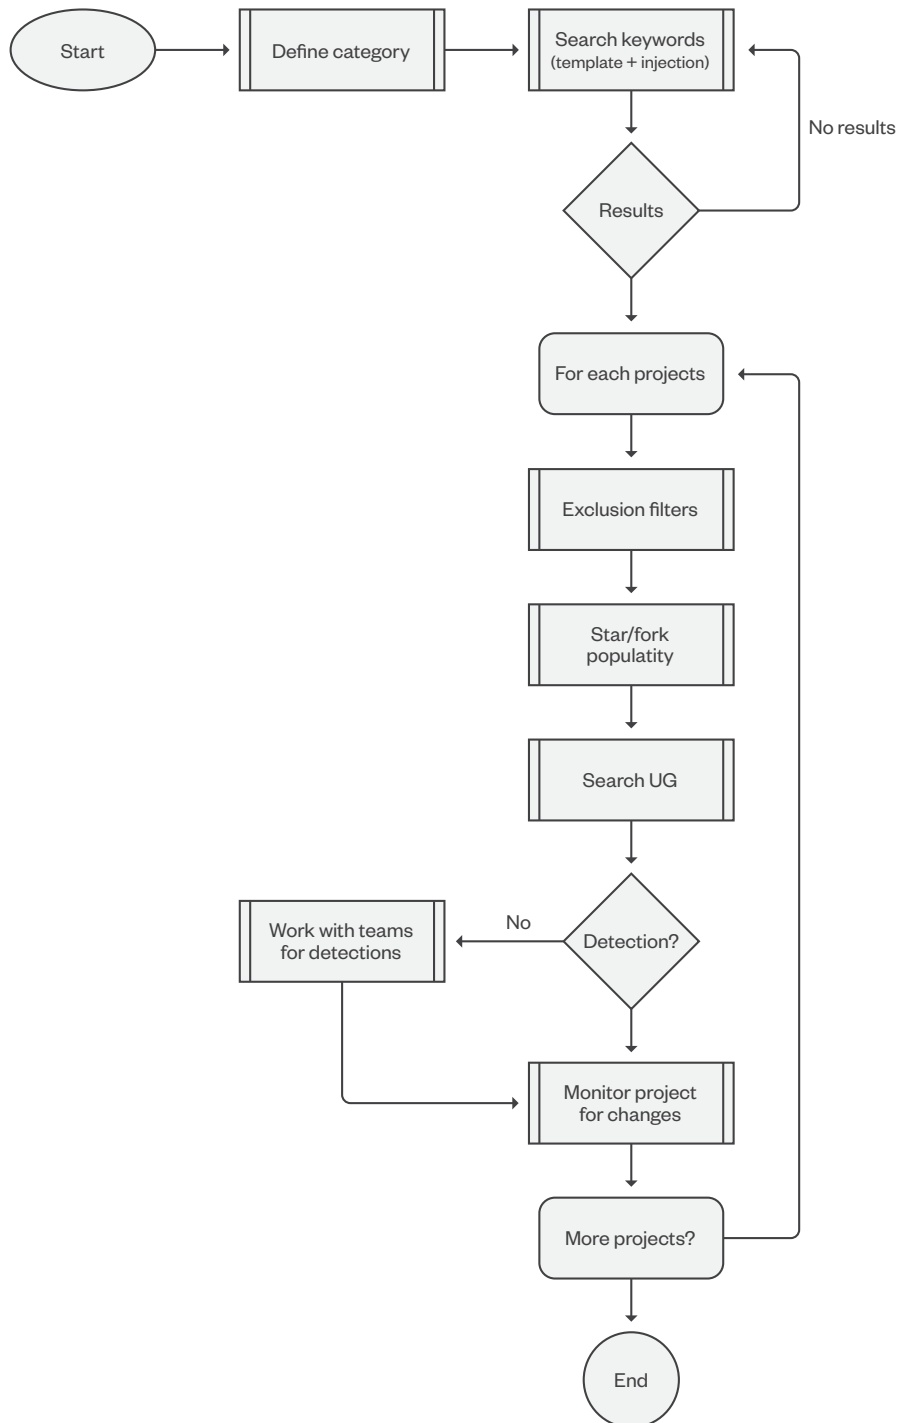 Start
Define category
Search keywords
(template + injection)
No results
Results
For each projects
Exclusion filters
Star/fork
populatity
Search UG
Detection?
No
Work with teams
for detections
Monitor project
for changes
More projects?
End